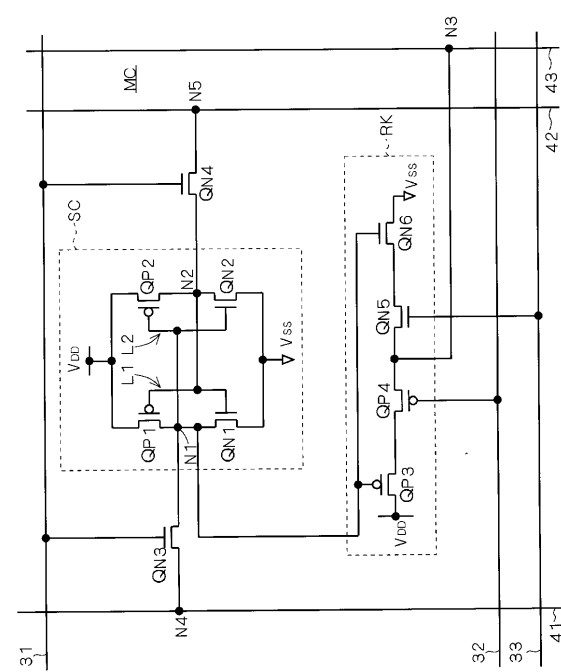 31
MC
N3
N5
SC
QN4
RK
43
42
VDD
QP2
N2
QN2
L1 L2
VSS
QN6
VSS
QP1
N1
QN1
QN5
QP4
QP3
VDD
QN3
N4
41
32
33